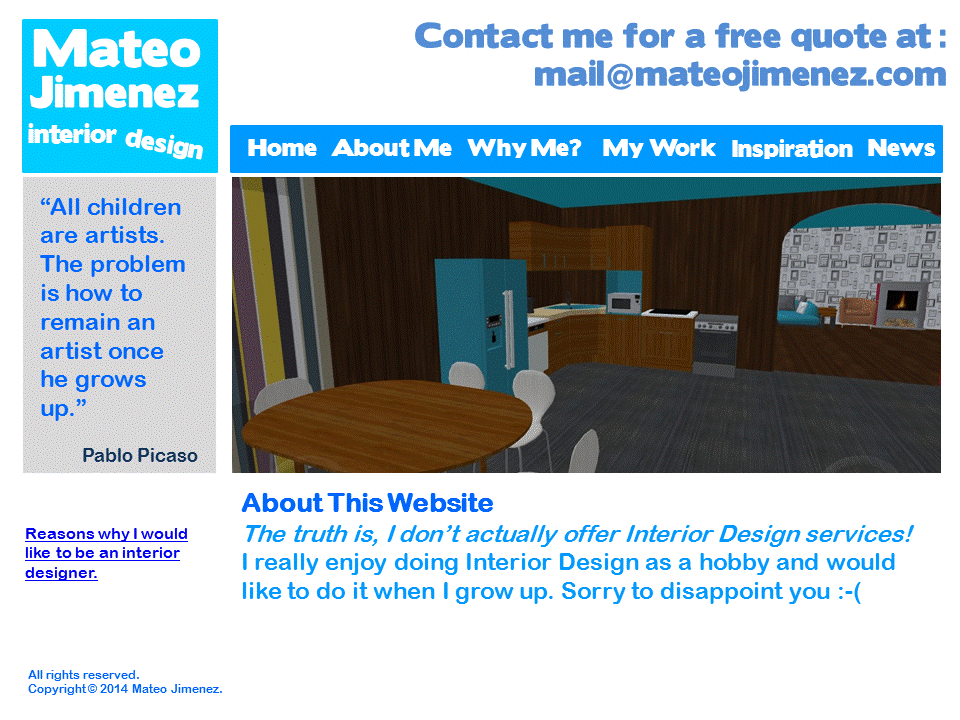 Mateo
Jimenez
interior design
Contact me for a free quote at :
mail@mateojimenez.com
Home About Me Why Me? My Work Inspiration News
“All children
are artists.
The problem
is how to
remain an
artist once
he grows
up.”
Pablo Picaso
About This Website
The truth is, I don’t actually offer Interior Design services!
I really enjoy doing Interior Design as a hobby and would
like to do it when I grow up. Sorry to disappoint you :-(
Reasons why I would
like to be an interior
designer.
All rights reserved.
Copyright © 2014 Mateo Jimenez.